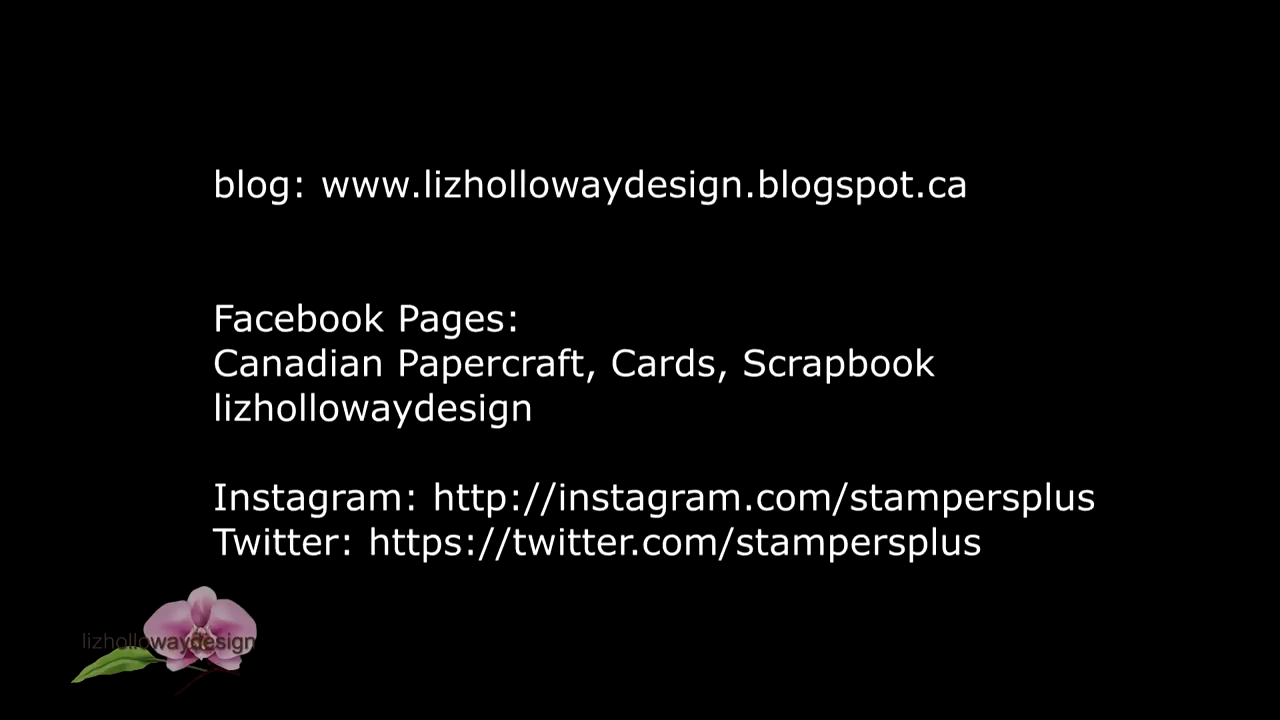 blog: www.lizhollowaydesign.blogspot.ca
Facebook Pages:
Canadian Papercraft, Cards, Scrapbook
lizhollowaydesign
Instagram: http://instagram.com/stampersplus
Twitter: https://twitter.com/stampersplus
lizhollowaydesign